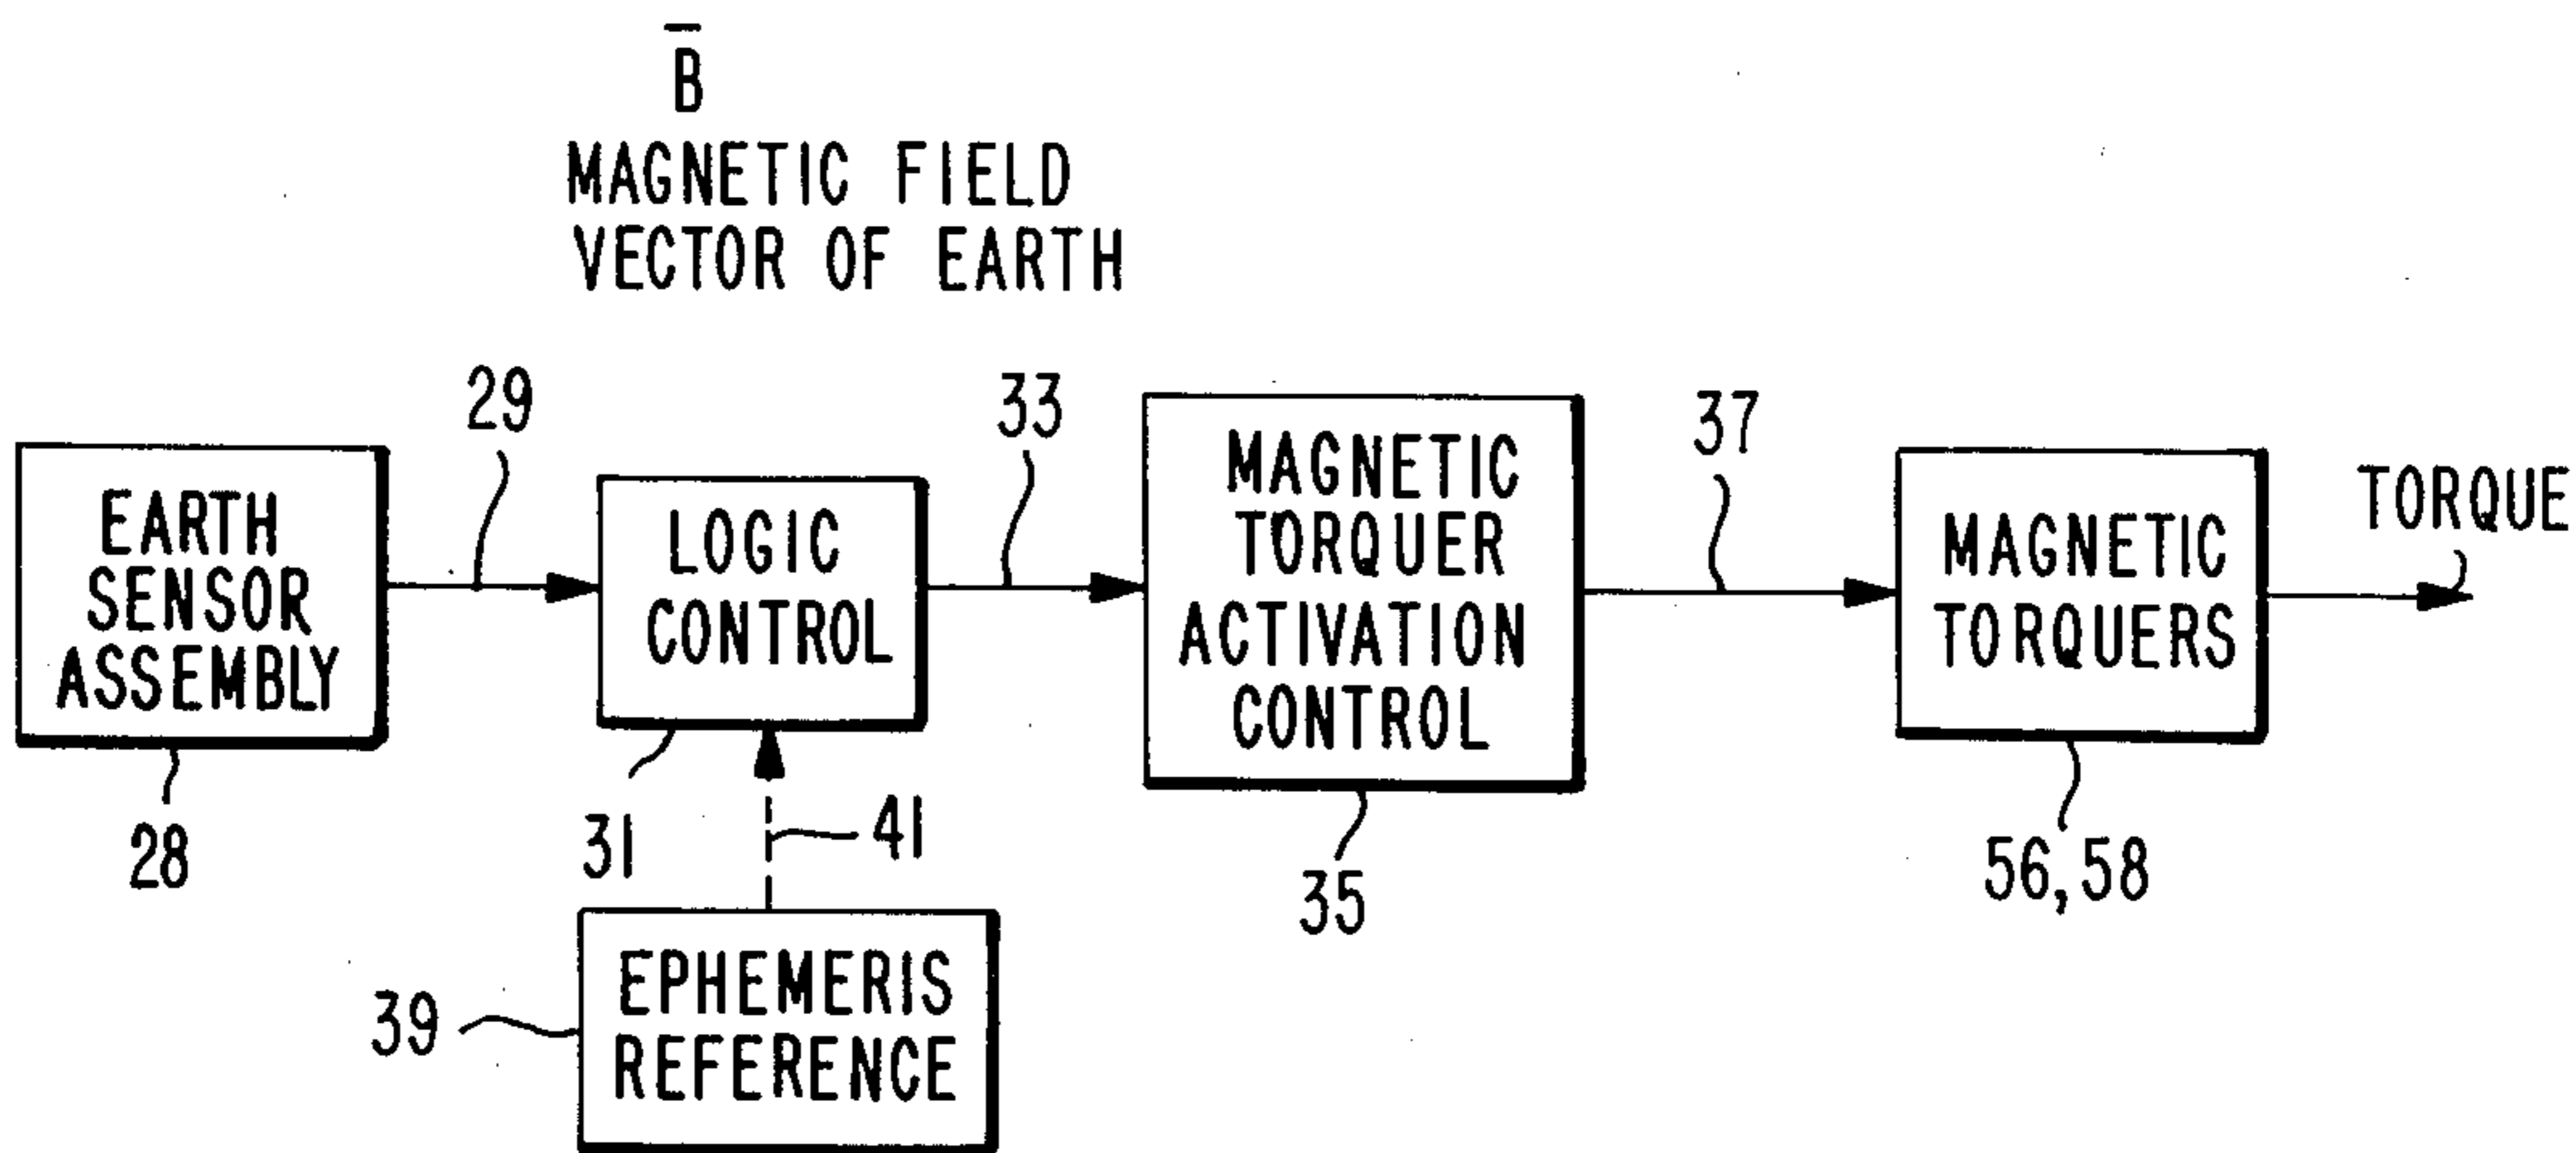 B̄
MAGNETIC FIELD
VECTOR OF EARTH
29
33
37
EARTH
SENSOR
ASSEMBLY
LOGIC
CONTROL
MAGNETIC
TORQUER
ACTIVATION
CONTROL
MAGNETIC
TORQUERS
TORQUE
28
31
41
35
56,58
39
EPHEMERIS
REFERENCE